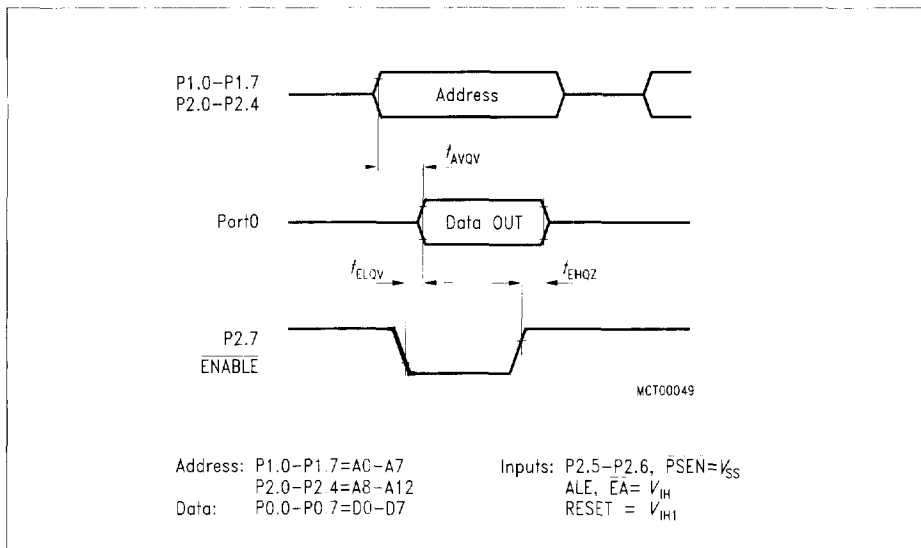 P1.0-P1.7
P2.0-P2.4
Address
tAVQV
Port0
Data OUT
tELQV
tEHQZ
P2.7
ENABLE
MCT00049
Address: P1.0-P1.7=A0-A7
P2.0-P2.4=A8-A12
Data: P0.0-P0.7=D0-D7
Inputs: P2.5-P2.6, PSEN=VSS
ALE, EA= VIH
RESET = VIH1